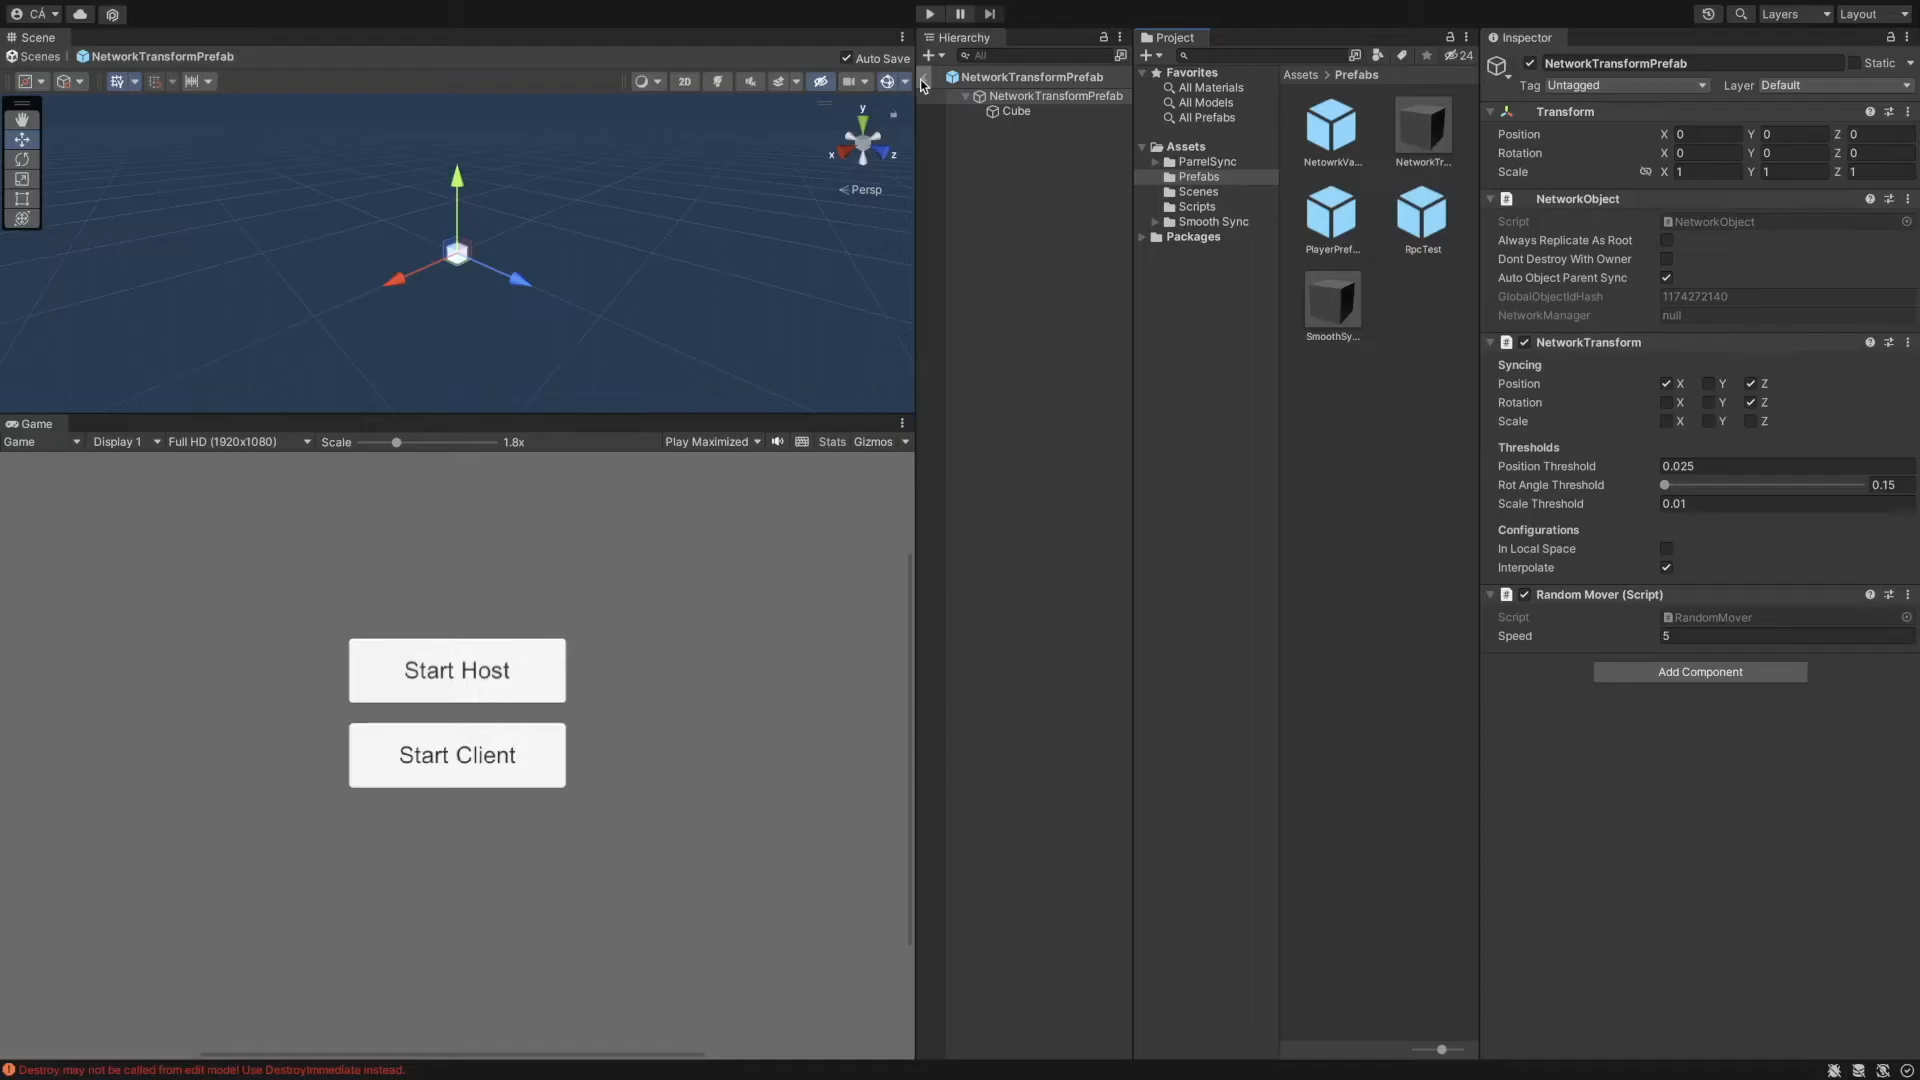 CÁ
Layers
Layout
Scene
Scenes
NetworkTransformPrefab
Auto Save
2D
y
x
z
Persp
Game
Game
Display 1
Full HD (1920x1080)
Scale
1.8x
Play Maximized
Stats
Gizmos
Start Host
Start Client
Hierarchy
All
NetworkTransformPrefab
NetworkTransformPrefab
Cube
Project
24
Favorites
All Materials
All Models
All Prefabs
Assets
ParrelSync
Prefabs
Scenes
Scripts
Smooth Sync
Packages
Assets > Prefabs
NetowrkVa...
NetworkTr...
PlayerPref...
RpcTest
SmoothSy...
Inspector
NetworkTransformPrefab
Static
Tag Untagged
Layer Default
Transform
Position X 0 Y 0 Z 0
Rotation X 0 Y 0 Z 0
Scale X 1 Y 1 Z 1
NetworkObject
Script NetworkObject
Always Replicate As Root
Dont Destroy With Owner
Auto Object Parent Sync
GlobalObjectIdHash 1174272140
NetworkManager null
NetworkTransform
Syncing
Position X Y Z
Rotation X Y Z
Scale X Y Z
Thresholds
Position Threshold 0.025
Rot Angle Threshold 0.15
Scale Threshold 0.01
Configurations
In Local Space
Interpolate
Random Mover (Script)
Script RandomMover
Speed 5
Add Component
Destroy may not be called from edit mode! Use DestroyImmediate instead.